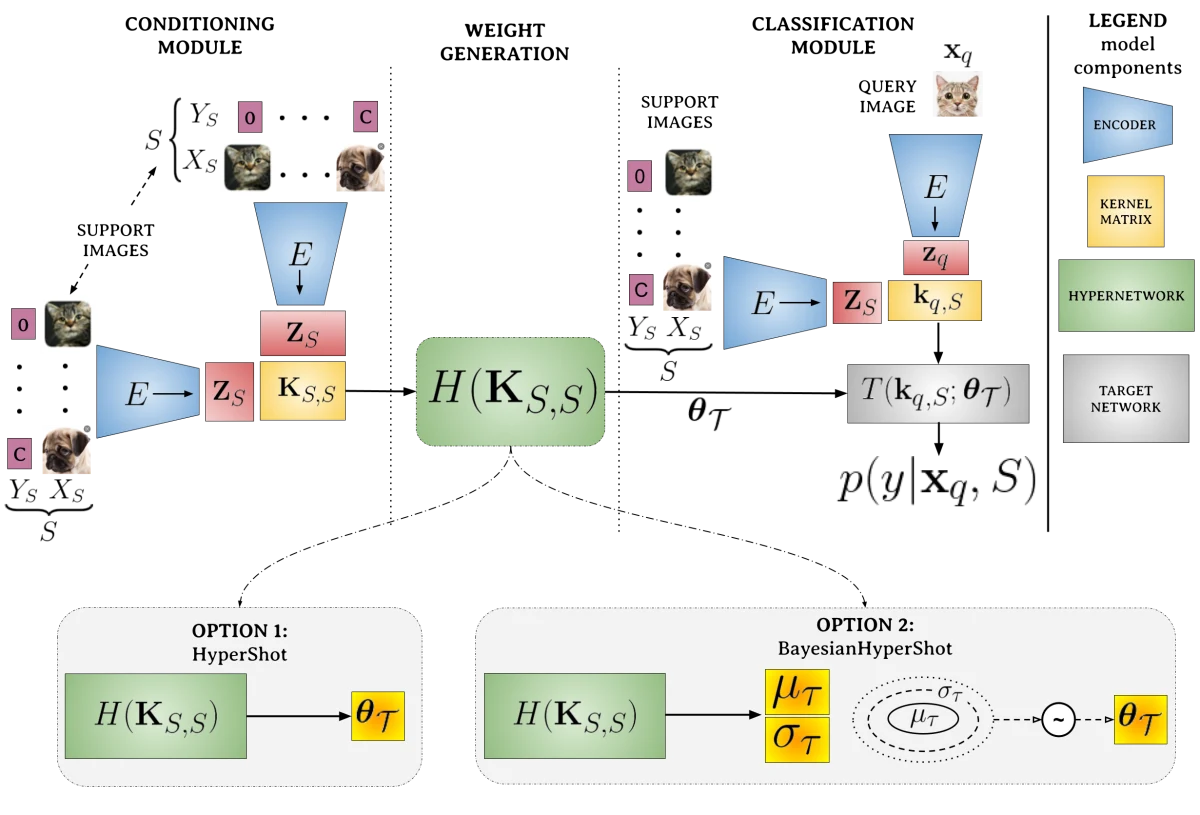 CONDITIONING
MODULE
S { Y_S 0 . . . C
X_S . . .
SUPPORT
IMAGES
E
Z_S
0
C
Y_S X_S
S
E
Z_S
K_{S,S}
WEIGHT
GENERATION
H(K_{S,S})
θ_𝒯
CLASSIFICATION
MODULE
x_q
QUERY
IMAGE
SUPPORT
IMAGES
0
C
Y_S X_S
S
E
z_q
E
Z_S
k_{q,S}
T(k_{q,S}; θ_𝒯)
p(y|x_q, S)
LEGEND
model
components
ENCODER
KERNEL
MATRIX
HYPERNETWORK
TARGET
NETWORK
OPTION 1:
HyperShot
H(K_{S,S})
θ_𝒯
OPTION 2:
BayesianHyperShot
H(K_{S,S})
μ_𝒯
σ_𝒯
σ_𝒯
μ_𝒯
~
θ_𝒯